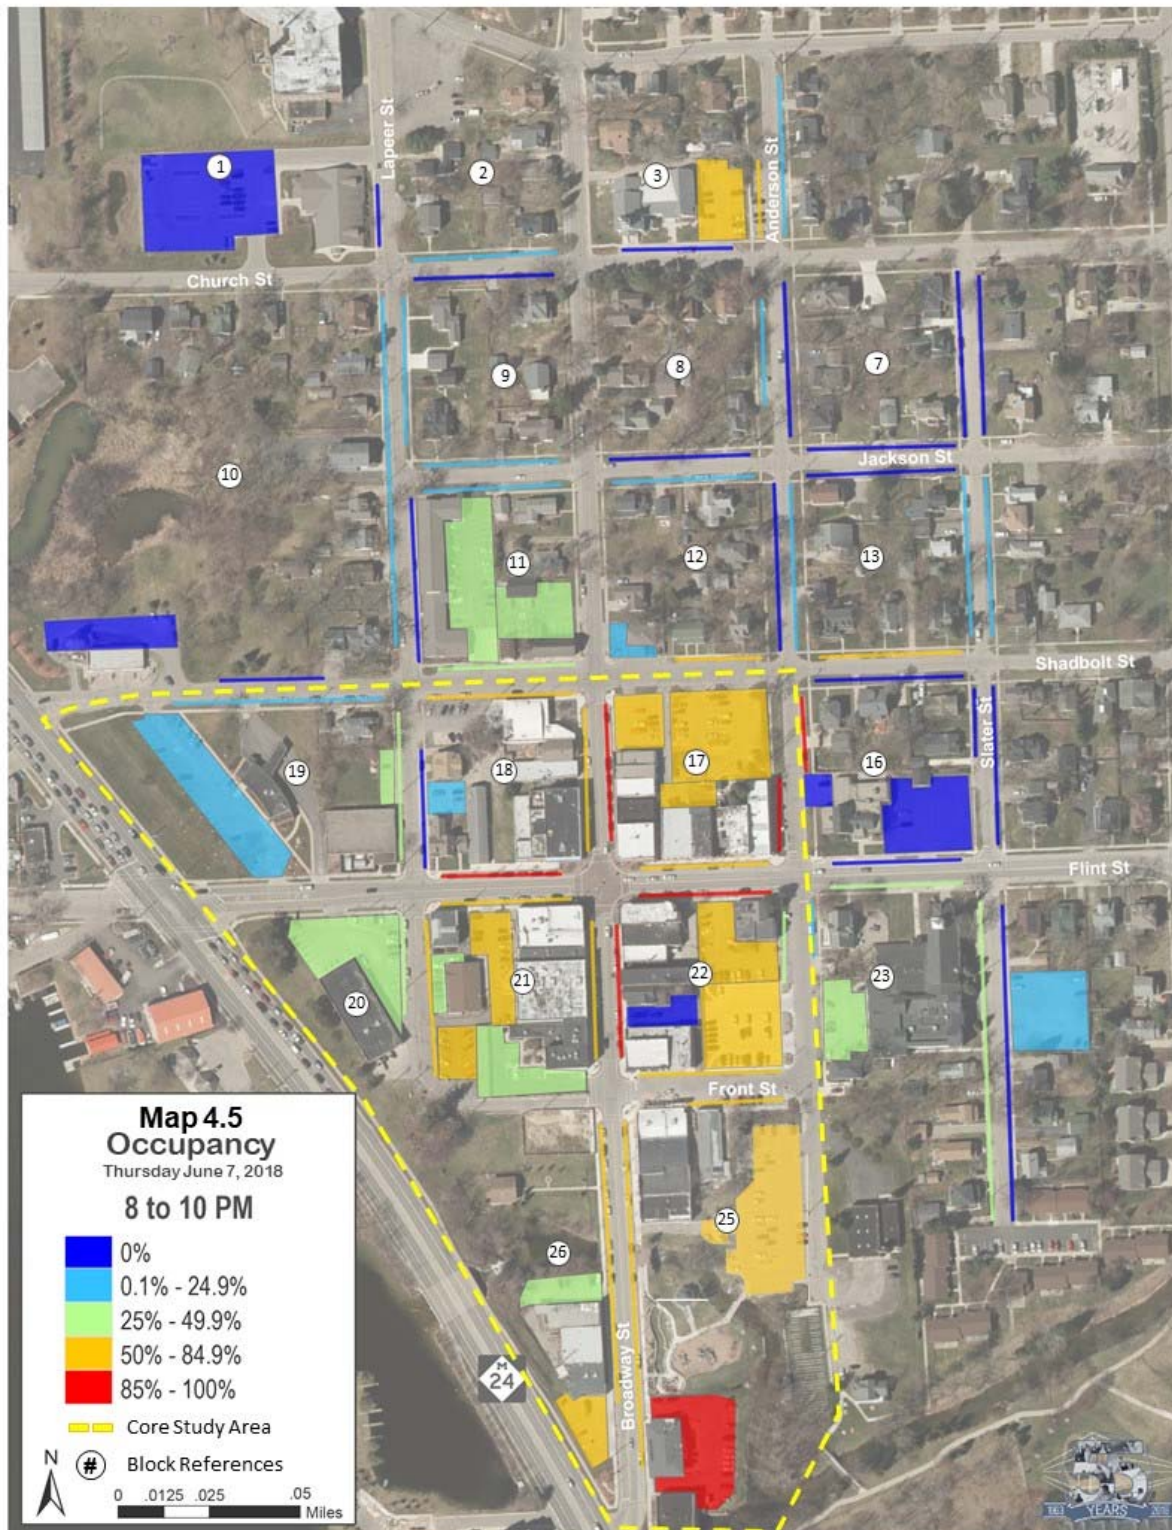 1
2
3
Lapeer St
Anderson St
Church St
9
8
7
10
Jackson St
11
12
13
Shadbolt St
Slater St
19
18
17
16
Flint St
20
21
22
23
Front St
25
26
Broadway St
M
24
Map 4.5
Occupancy
Thursday June 7, 2018
8 to 10 PM
0%
0.1% - 24.9%
25% - 49.9%
50% - 84.9%
85% - 100%
Core Study Area
# Block References
N
0 .0125 .025 .05
Miles
55
YEARS